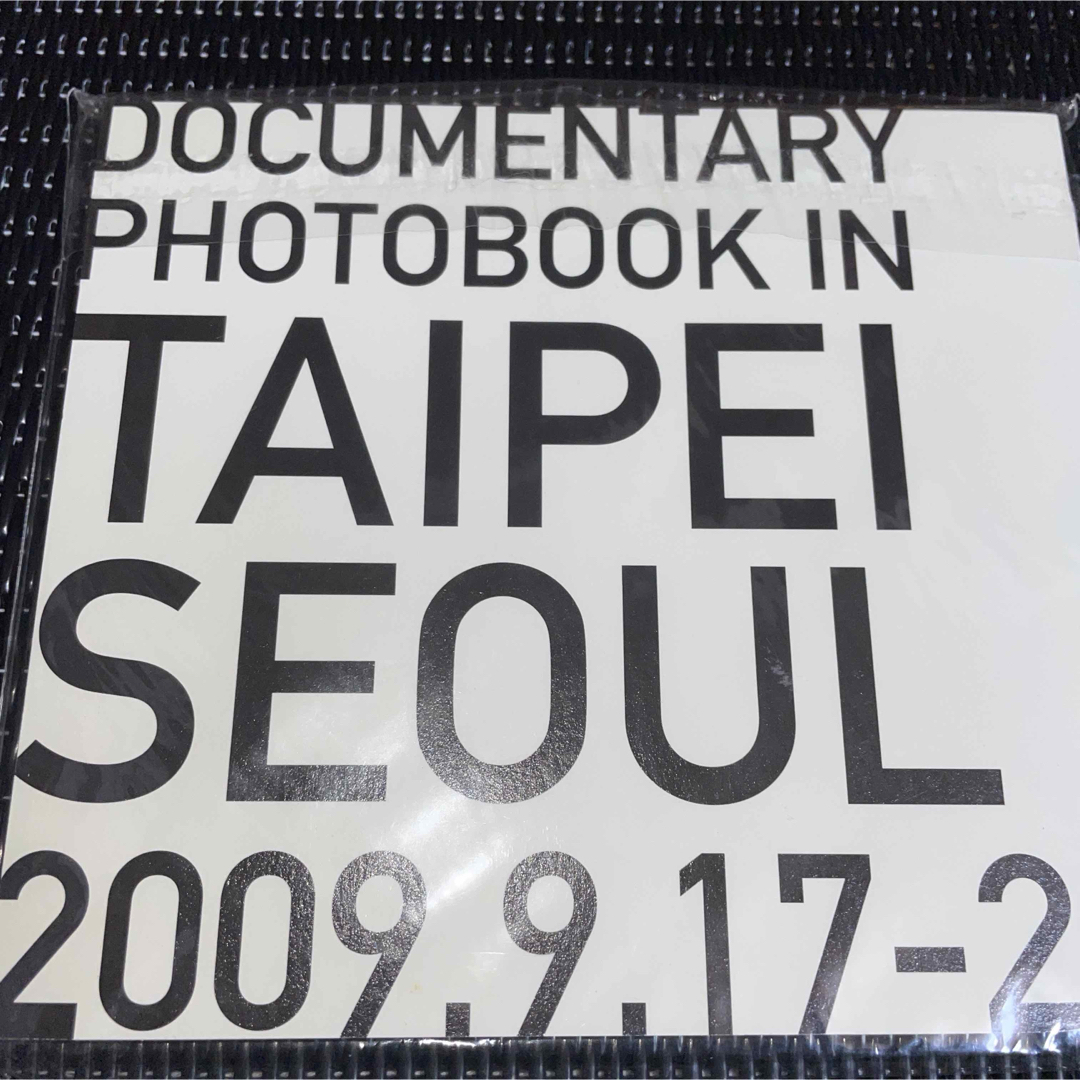 DOCUMENTARY
PHOTOBOOK IN
TAIPEI
SEOUL
2009.9.17-2